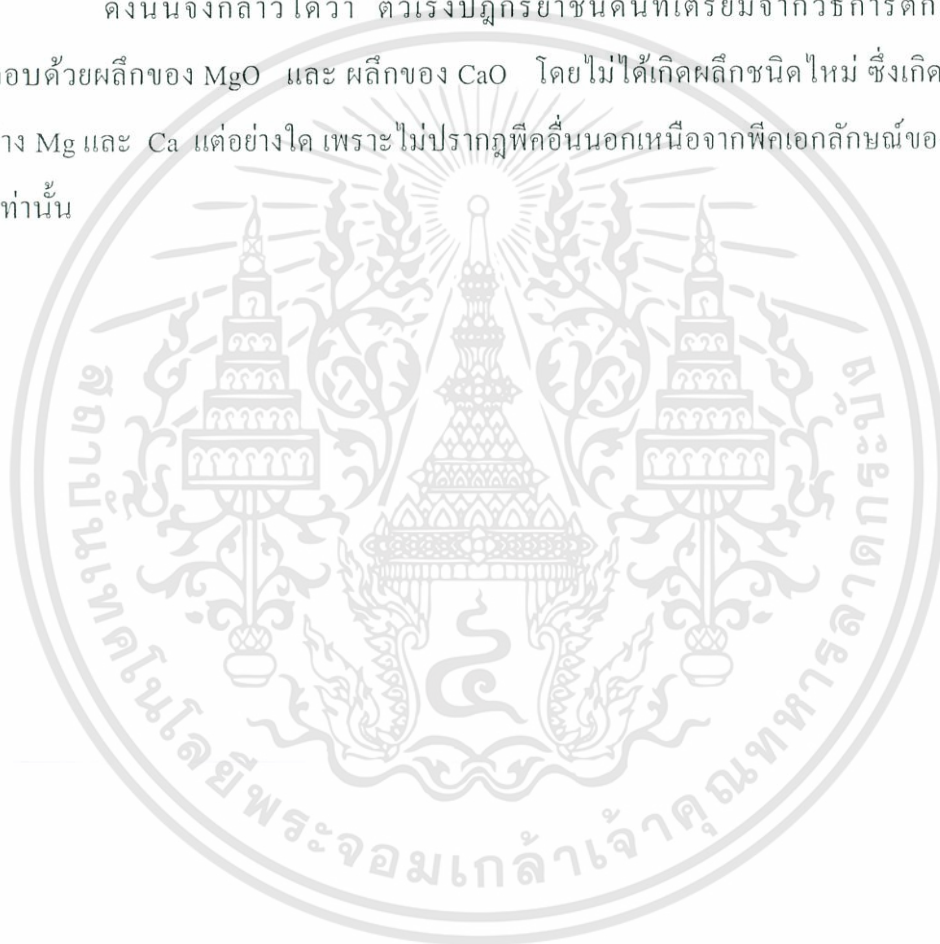 ดังนั้นจึงกล่าวได้ว่า ตัวเร่งปฏิกิริยาชนิดนี้ที่เตรียมจากวิธีการตก
อบด้วยผลึกของ MgO และ ผลึกของ CaO โดยไม่ได้เกิดผลึกชนิดใหม่ ซึ่งเกิด
าง Mg และ Ca แต่อย่างใด เพราะไม่ปรากฎพีคอื่นนอกเหนือจากพีคเอกลักษณ์ขอ
ท่านั้น
สถาบันเทคโนโลยีพระจอมเกล้าเจ้าคุณทหารลาดกระบัง